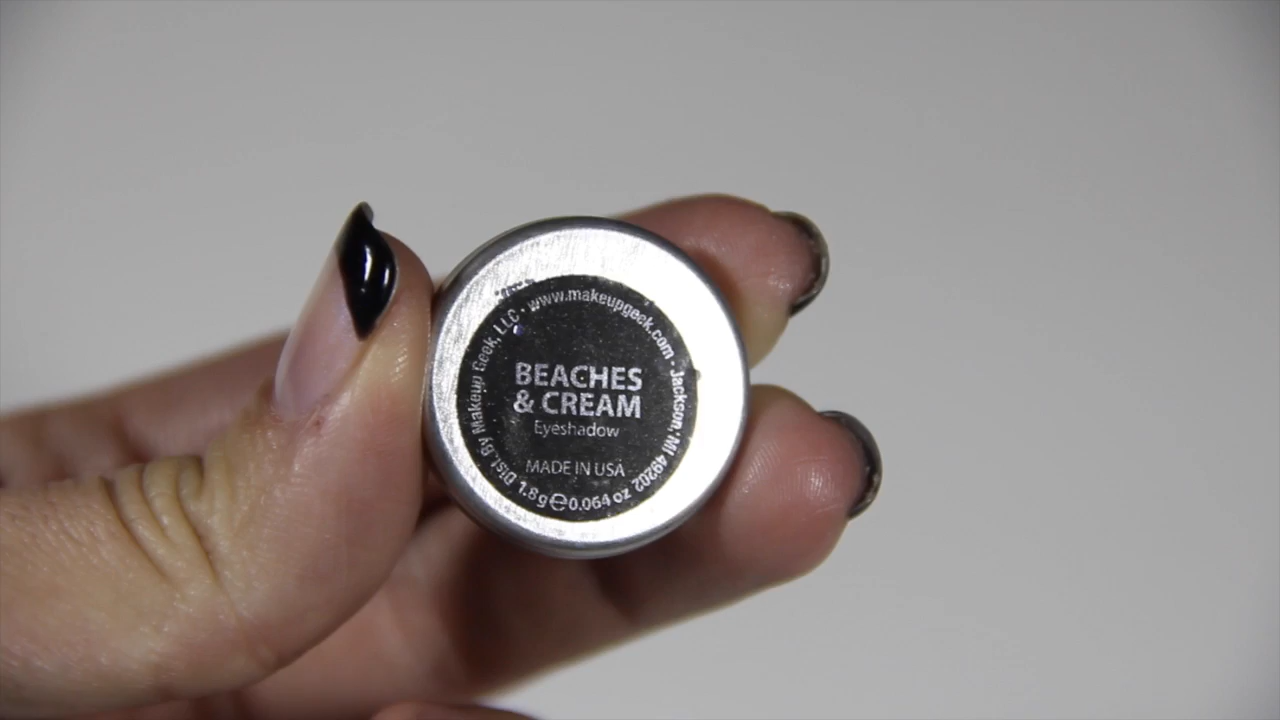 Dist. By Makeup Geek, LLC · www.makeupgeek.com · Jackson, MI 49202
BEACHES
& CREAM
Eyeshadow
MADE IN USA
1.8g℮0.064 oz